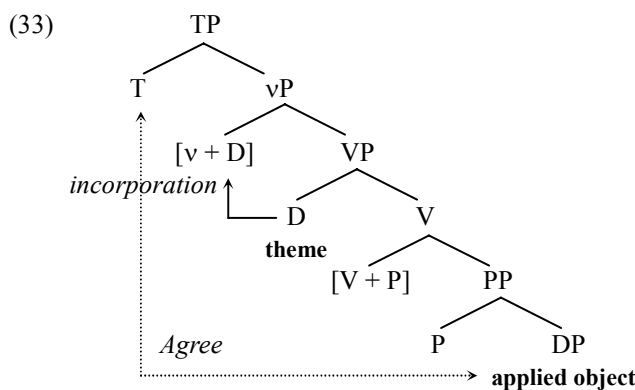 (33)
TP
T νP
[ν + D] VP
incorporation
D V
theme
[V + P] PP
Agree P DP
applied object